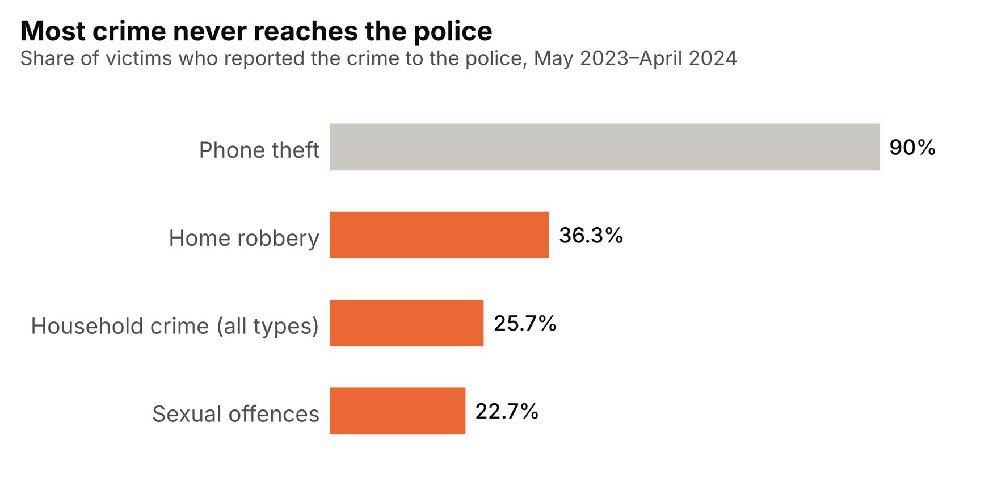 Most crime never reaches the police
Share of victims who reported the crime to the police, May 2023–April 2024
Phone theft 90%
Home robbery 36.3%
Household crime (all types) 25.7%
Sexual offences 22.7%